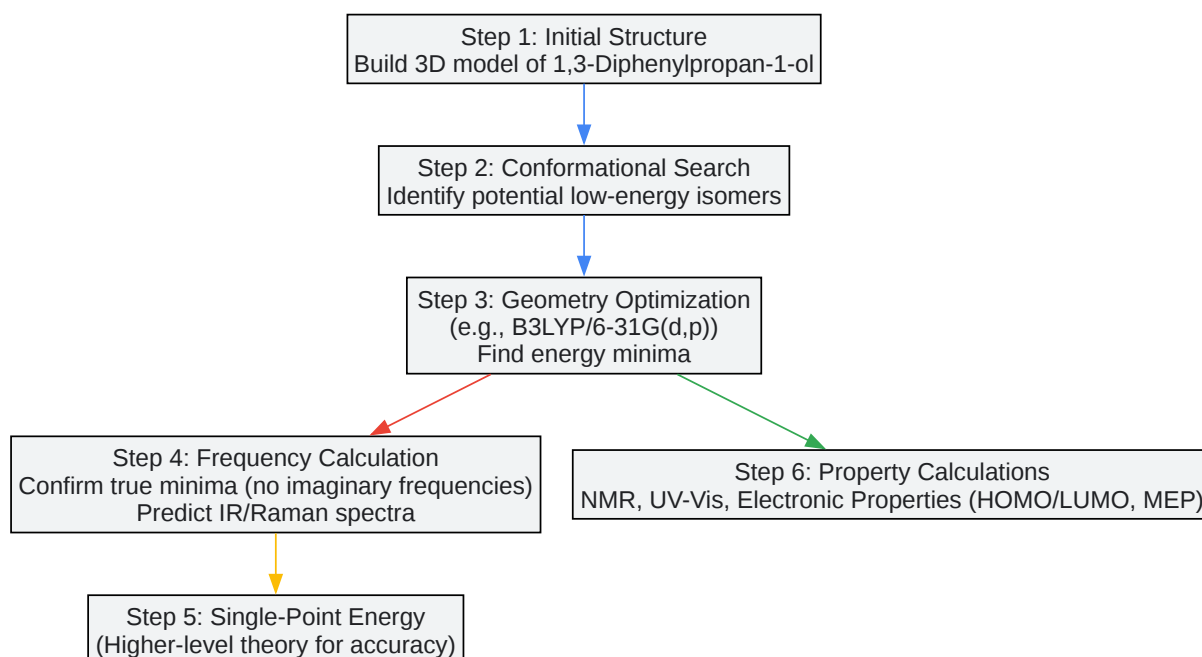 Step 1: Initial Structure
Build 3D model of 1,3-Diphenylpropan-1-ol
Step 2: Conformational Search
Identify potential low-energy isomers
Step 3: Geometry Optimization
(e.g., B3LYP/6-31G(d,p))
Find energy minima
Step 4: Frequency Calculation
Confirm true minima (no imaginary frequencies)
Predict IR/Raman spectra
Step 6: Property Calculations
NMR, UV-Vis, Electronic Properties (HOMO/LUMO, MEP)
Step 5: Single-Point Energy
(Higher-level theory for accuracy)